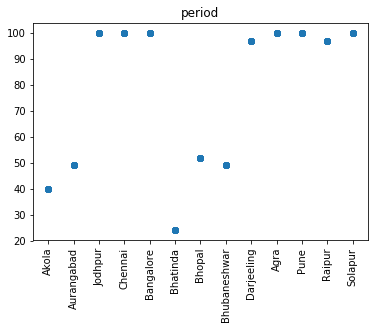 period
100
90
80
70
60
50
40
30
20
Akola
Aurangabad
Jodhpur
Chennai
Bangalore
Bhatinda
Bhopal
Bhubaneshwar
Darjeeling
Agra
Pune
Raipur
Solapur